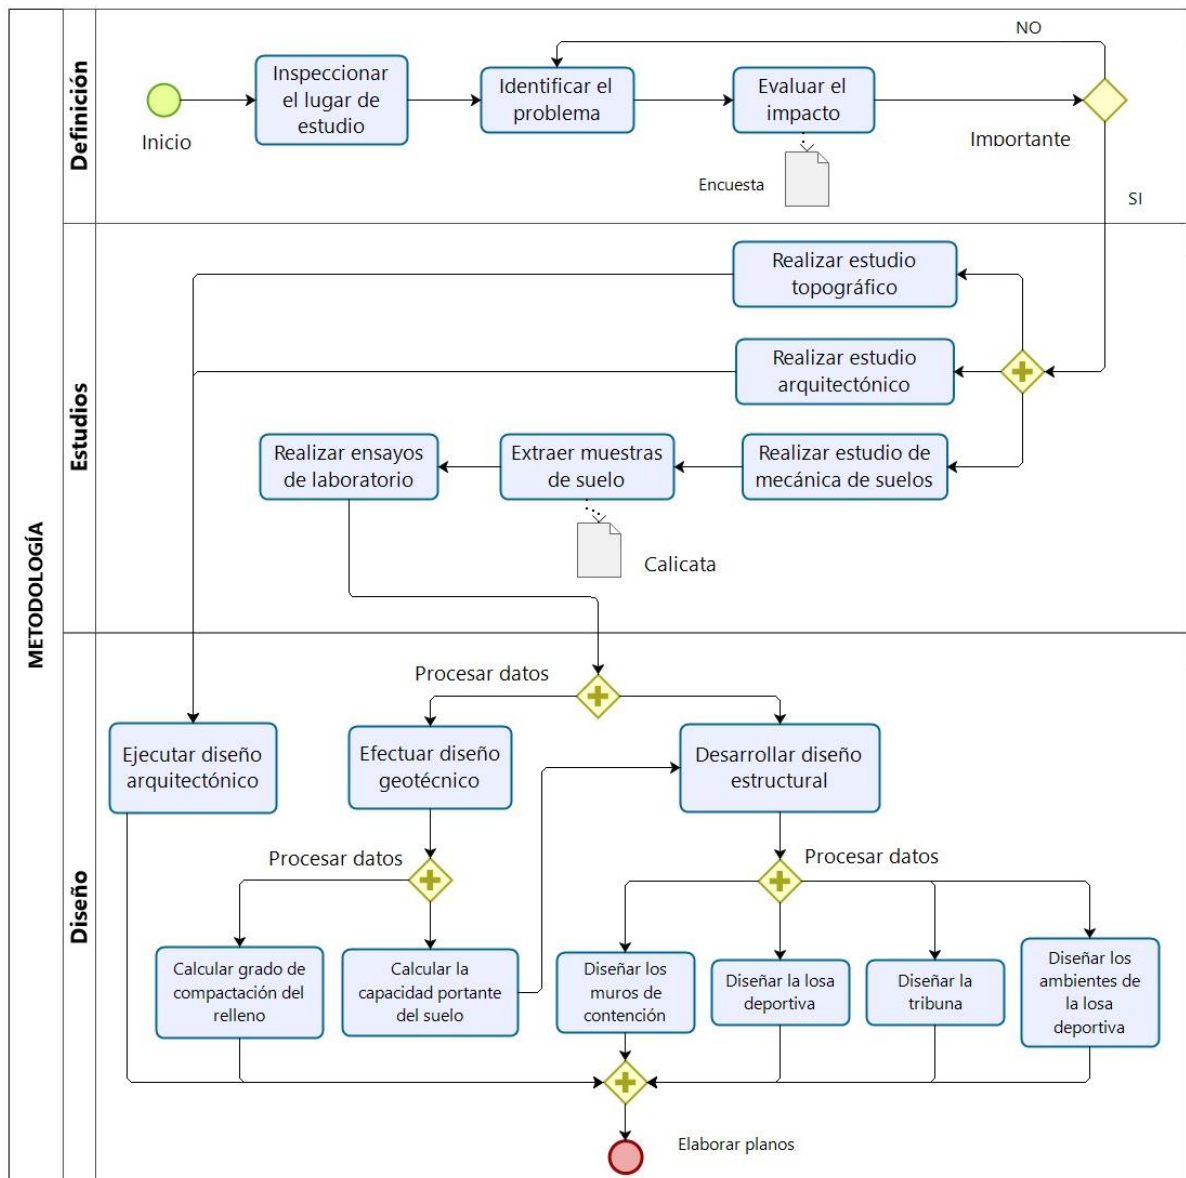 METODOLOGÍA
Definición
Inicio
Inspeccionar
el lugar de
estudio
Identificar el
problema
Evaluar el
impacto
Encuesta
NO
Importante
SI
Estudios
Realizar estudio
topográfico
Realizar estudio
arquitectónico
Realizar ensayos
de laboratorio
Extraer muestras
de suelo
Realizar estudio de
mecánica de suelos
Calicata
Diseño
Procesar datos
Ejecutar diseño
arquitectónico
Efectuar diseño
geotécnico
Desarrollar diseño
estructural
Procesar datos
Procesar datos
Calcular grado de
compactación del
relleno
Calcular la
capacidad portante
del suelo
Diseñar los
muros de
contención
Diseñar la losa
deportiva
Diseñar la
tribuna
Diseñar los
ambientes de
la losa
deportiva
Elaborar planos